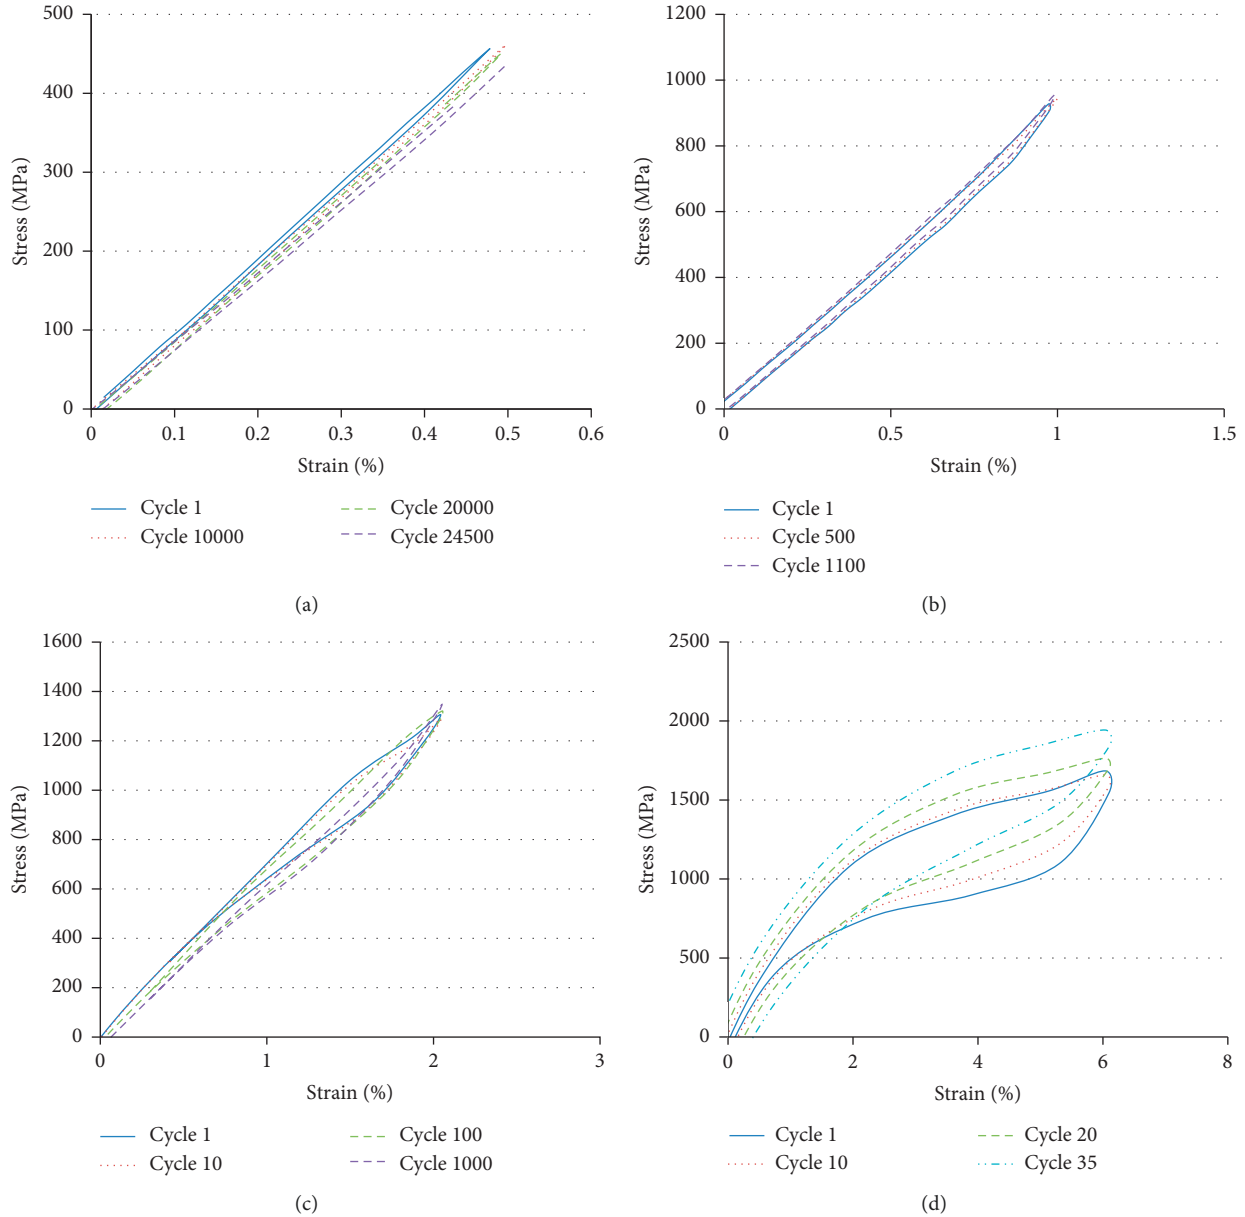 500
400
300
200
100
0
Stress (MPa)
0 0.1 0.2 0.3 0.4 0.5 0.6
Strain (%)
Cycle 1
Cycle 10000
Cycle 20000
Cycle 24500
(a)
1200
1000
800
600
400
200
0
Stress (MPa)
0 0.5 1 1.5
Strain (%)
Cycle 1
Cycle 500
Cycle 1100
(b)
1600
1400
1200
1000
800
600
400
200
0
Stress (MPa)
0 1 2 3
Strain (%)
Cycle 1
Cycle 10
Cycle 100
Cycle 1000
(c)
2500
2000
1500
1000
500
0
Stress (MPa)
0 2 4 6 8
Strain (%)
Cycle 1
Cycle 10
Cycle 20
Cycle 35
(d)